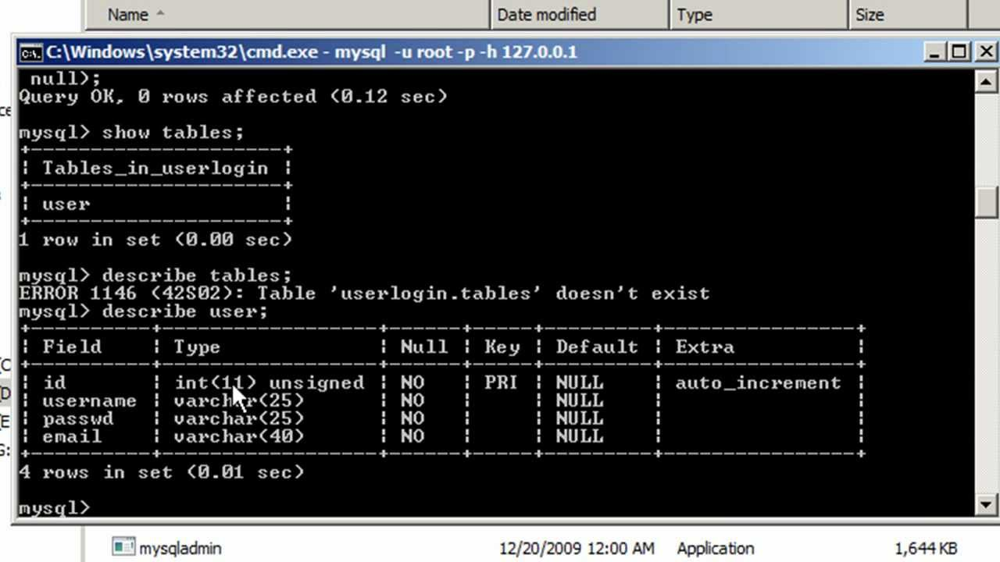 Name Date modified Type Size
C:\Windows\system32\cmd.exe - mysql -u root -p -h 127.0.0.1
null);
Query OK, 0 rows affected (0.12 sec)
mysql> show tables;
+---------------------+
| Tables_in_userlogin |
+---------------------+
| user                |
+---------------------+
1 row in set (0.00 sec)
mysql> describe tables;
ERROR 1146 (42S02): Table 'userlogin.tables' doesn't exist
mysql> describe user;
+----------+------------------+------+-----+---------+----------------+
| Field    | Type             | Null | Key | Default | Extra          |
+----------+------------------+------+-----+---------+----------------+
| id       | int(11) unsigned | NO   | PRI | NULL    | auto_increment |
| username | varchar(25)      | NO   |     | NULL    |                |
| passwd   | varchar(25)      | NO   |     | NULL    |                |
| email    | varchar(40)      | NO   |     | NULL    |                |
+----------+------------------+------+-----+---------+----------------+
4 rows in set (0.01 sec)
mysql>
mysqladmin 12/20/2009 12:00 AM Application 1,644 KB